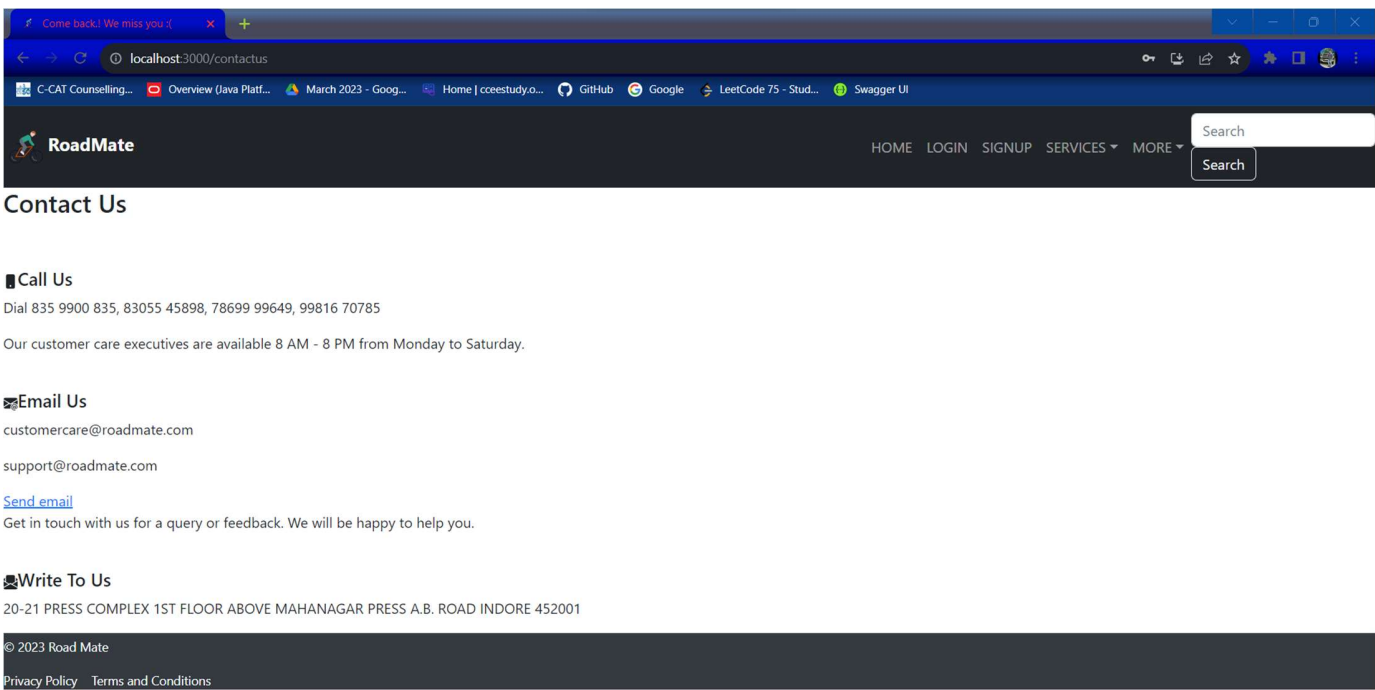 Come back.! We miss you :(
localhost:3000/contactus
C-CAT Counselling... Overview (Java Platf... March 2023 - Goog... Home | cceestudy.o... GitHub Google LeetCode 75 - Stud... Swagger UI
RoadMate HOME LOGIN SIGNUP SERVICES MORE Search
Search
Contact Us
Call Us
Dial 835 9900 835, 83055 45898, 78699 99649, 99816 70785
Our customer care executives are available 8 AM - 8 PM from Monday to Saturday.
Email Us
customercare@roadmate.com
support@roadmate.com
Send email
Get in touch with us for a query or feedback. We will be happy to help you.
Write To Us
20-21 PRESS COMPLEX 1ST FLOOR ABOVE MAHANAGAR PRESS A.B. ROAD INDORE 452001
© 2023 Road Mate
Privacy Policy Terms and Conditions